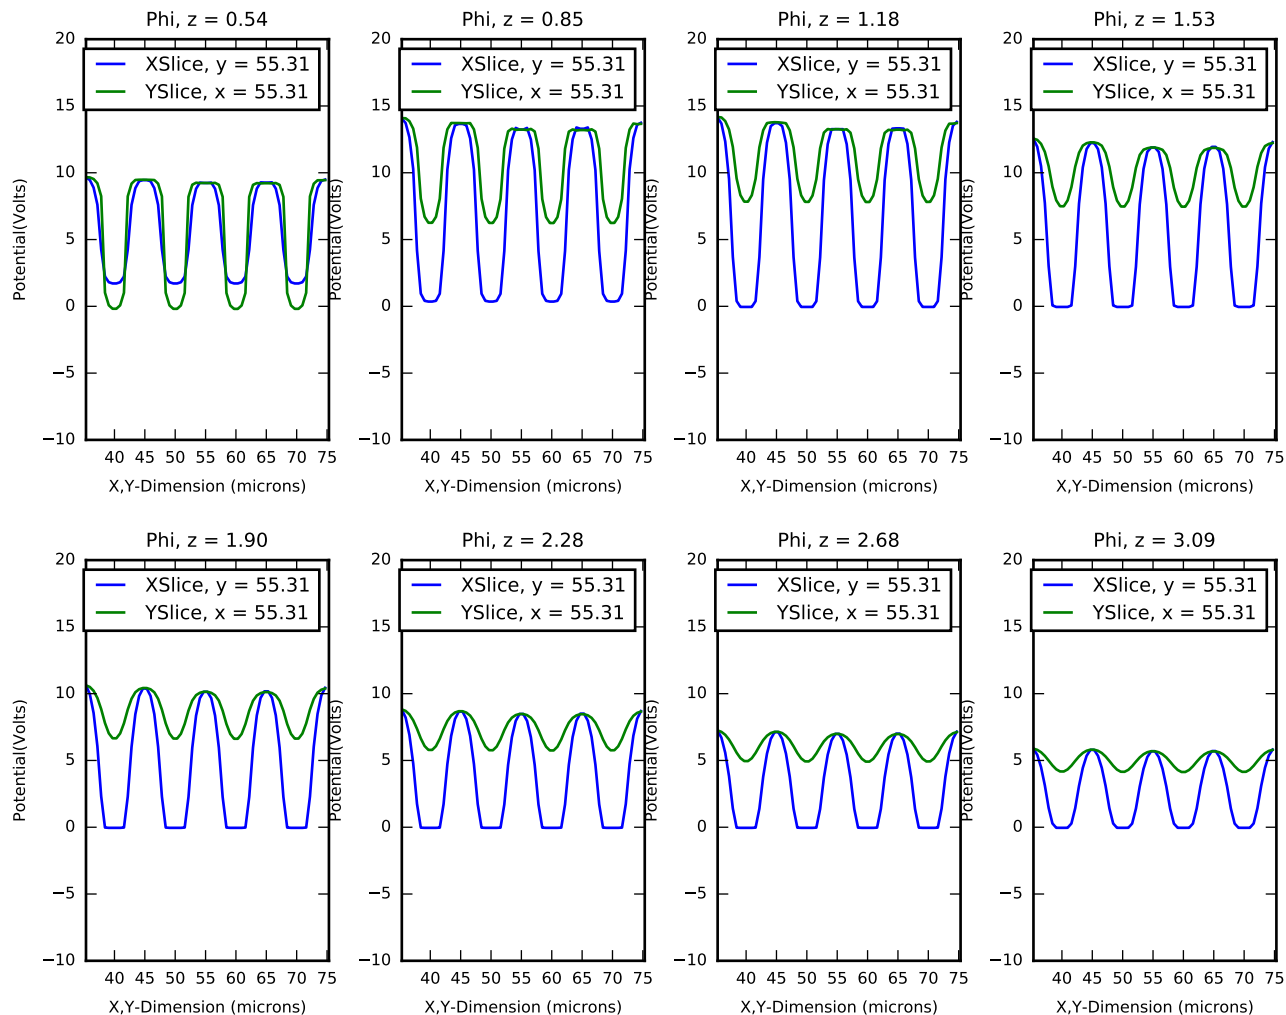 Phi, z = 0.54
20
15
10
5
0
−5
−10
Potential(Volts)
XSlice, y = 55.31
YSlice, x = 55.31
40 45 50 55 60 65 70 75
X,Y-Dimension (microns)
Phi, z = 0.85
20
15
10
5
0
−5
−10
Potential(Volts)
XSlice, y = 55.31
YSlice, x = 55.31
40 45 50 55 60 65 70 75
X,Y-Dimension (microns)
Phi, z = 1.18
20
15
10
5
0
−5
−10
Potential(Volts)
XSlice, y = 55.31
YSlice, x = 55.31
40 45 50 55 60 65 70 75
X,Y-Dimension (microns)
Phi, z = 1.53
20
15
10
5
0
−5
−10
Potential(Volts)
XSlice, y = 55.31
YSlice, x = 55.31
40 45 50 55 60 65 70 75
X,Y-Dimension (microns)
Phi, z = 1.90
20
15
10
5
0
−5
−10
Potential(Volts)
XSlice, y = 55.31
YSlice, x = 55.31
40 45 50 55 60 65 70 75
X,Y-Dimension (microns)
Phi, z = 2.28
20
15
10
5
0
−5
−10
Potential(Volts)
XSlice, y = 55.31
YSlice, x = 55.31
40 45 50 55 60 65 70 75
X,Y-Dimension (microns)
Phi, z = 2.68
20
15
10
5
0
−5
−10
Potential(Volts)
XSlice, y = 55.31
YSlice, x = 55.31
40 45 50 55 60 65 70 75
X,Y-Dimension (microns)
Phi, z = 3.09
20
15
10
5
0
−5
−10
Potential(Volts)
XSlice, y = 55.31
YSlice, x = 55.31
40 45 50 55 60 65 70 75
X,Y-Dimension (microns)